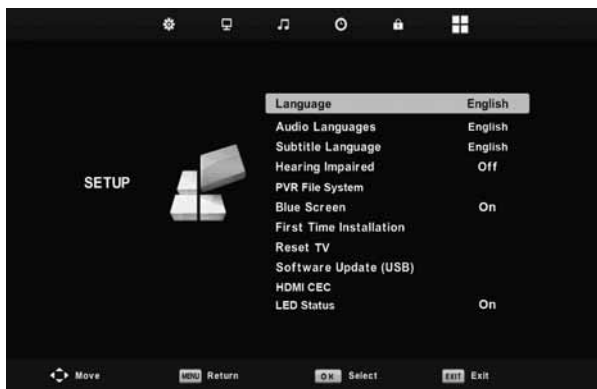 Language English
Audio Languages English
Subtitle Language English
Hearing Impaired Off
SETUP
PVR File System
Blue Screen On
First Time Installation
Reset TV
Software Update (USB)
HDMI CEC
LED Status On
Move MENU Return OK Select EXIT Exit